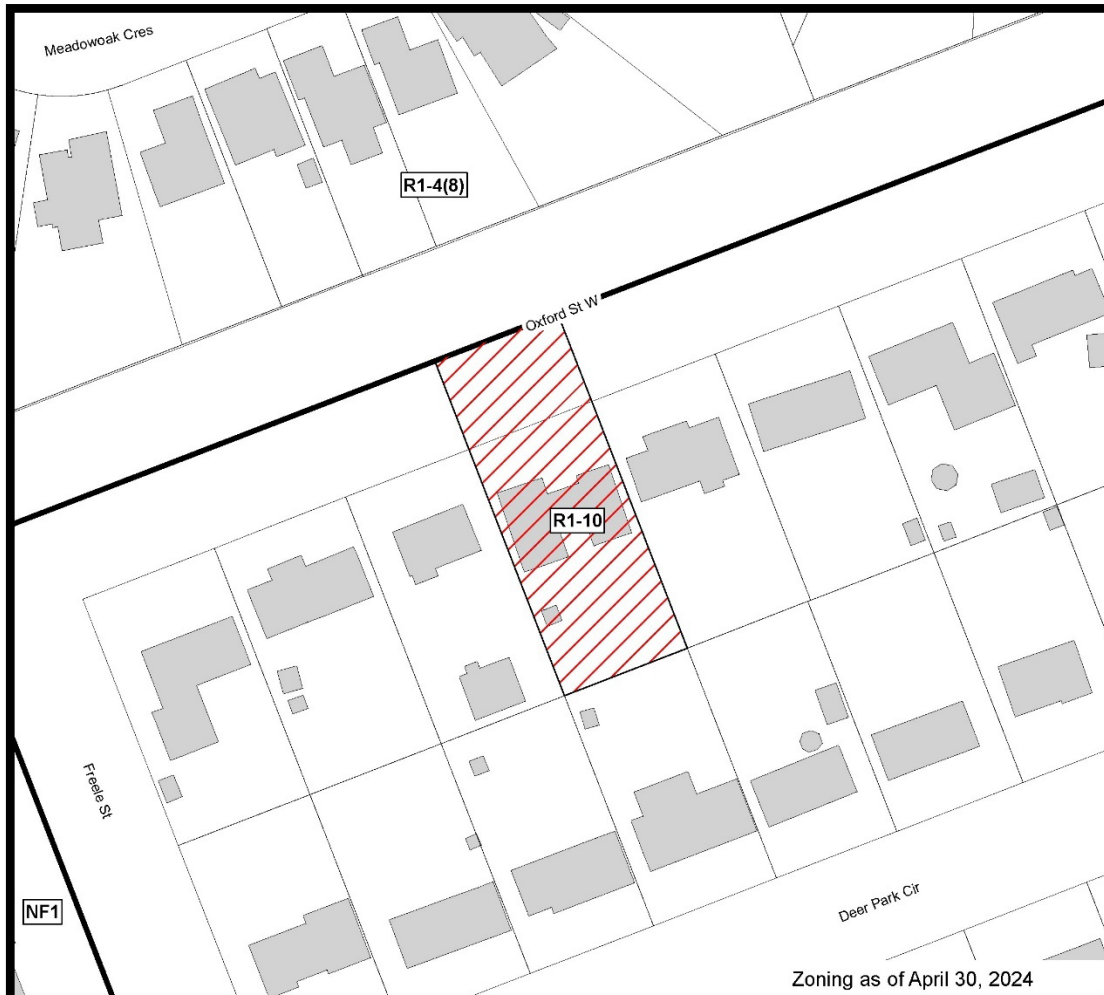 Meadowoak Cres
R1-4(8)
Oxford St W
R1-10
Freele St
NF1
Deer Park Cir
Zoning as of April 30, 2024